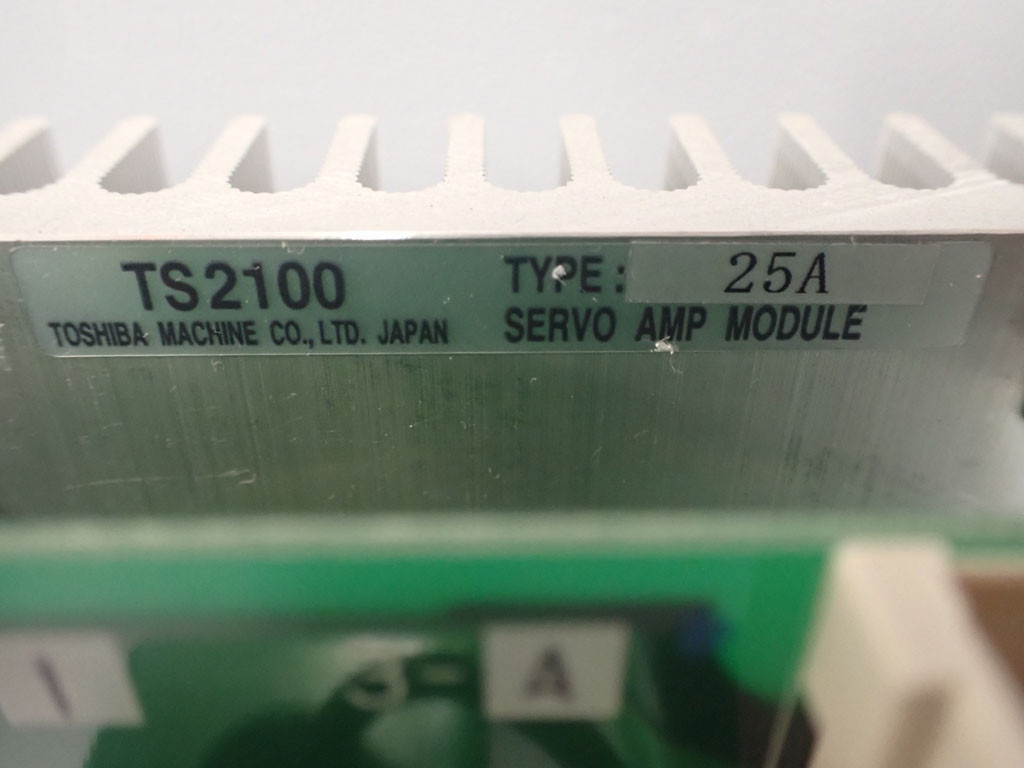 TS2100
TYPE: 25A
TOSHIBA MACHINE CO.,LTD. JAPAN
SERVO AMP MODULE
A